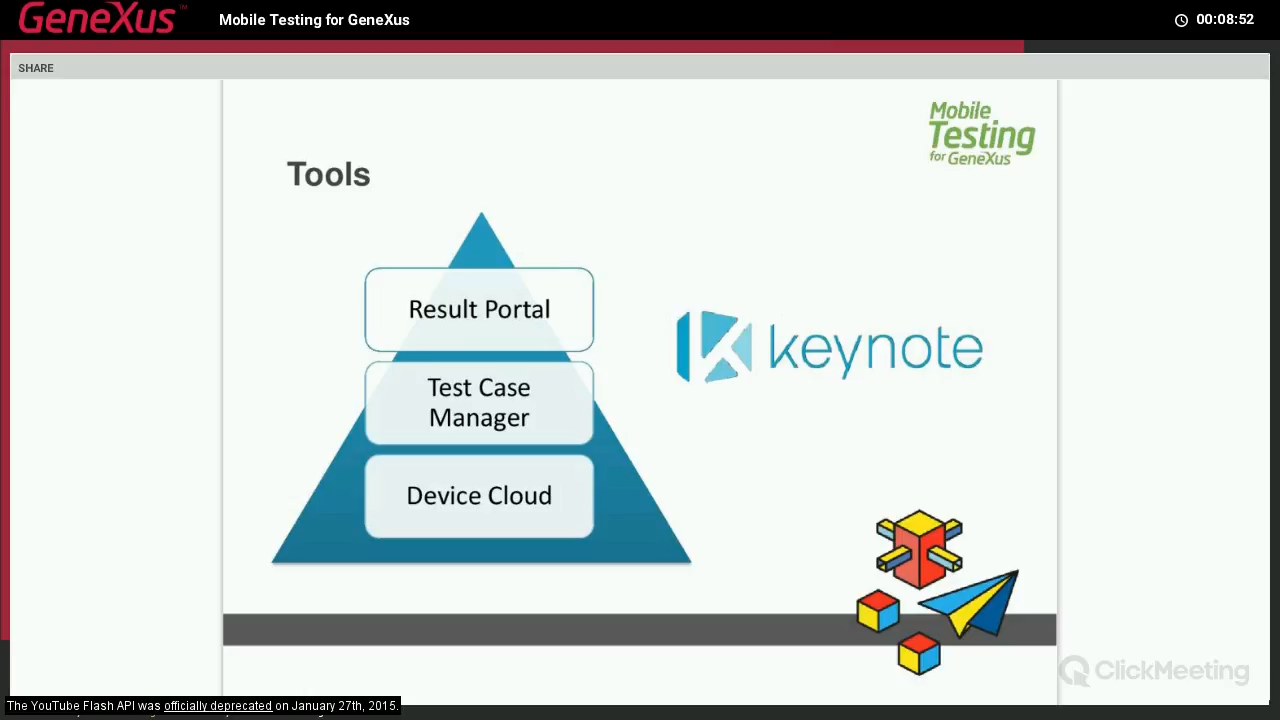 GeneXus™
Mobile Testing for GeneXus
00:08:52
SHARE
Mobile
Testing
for GeneXus
Tools
Result Portal
Test Case
Manager
Device Cloud
keynote
ClickMeeting
The YouTube Flash API was officially deprecated on January 27th, 2015.